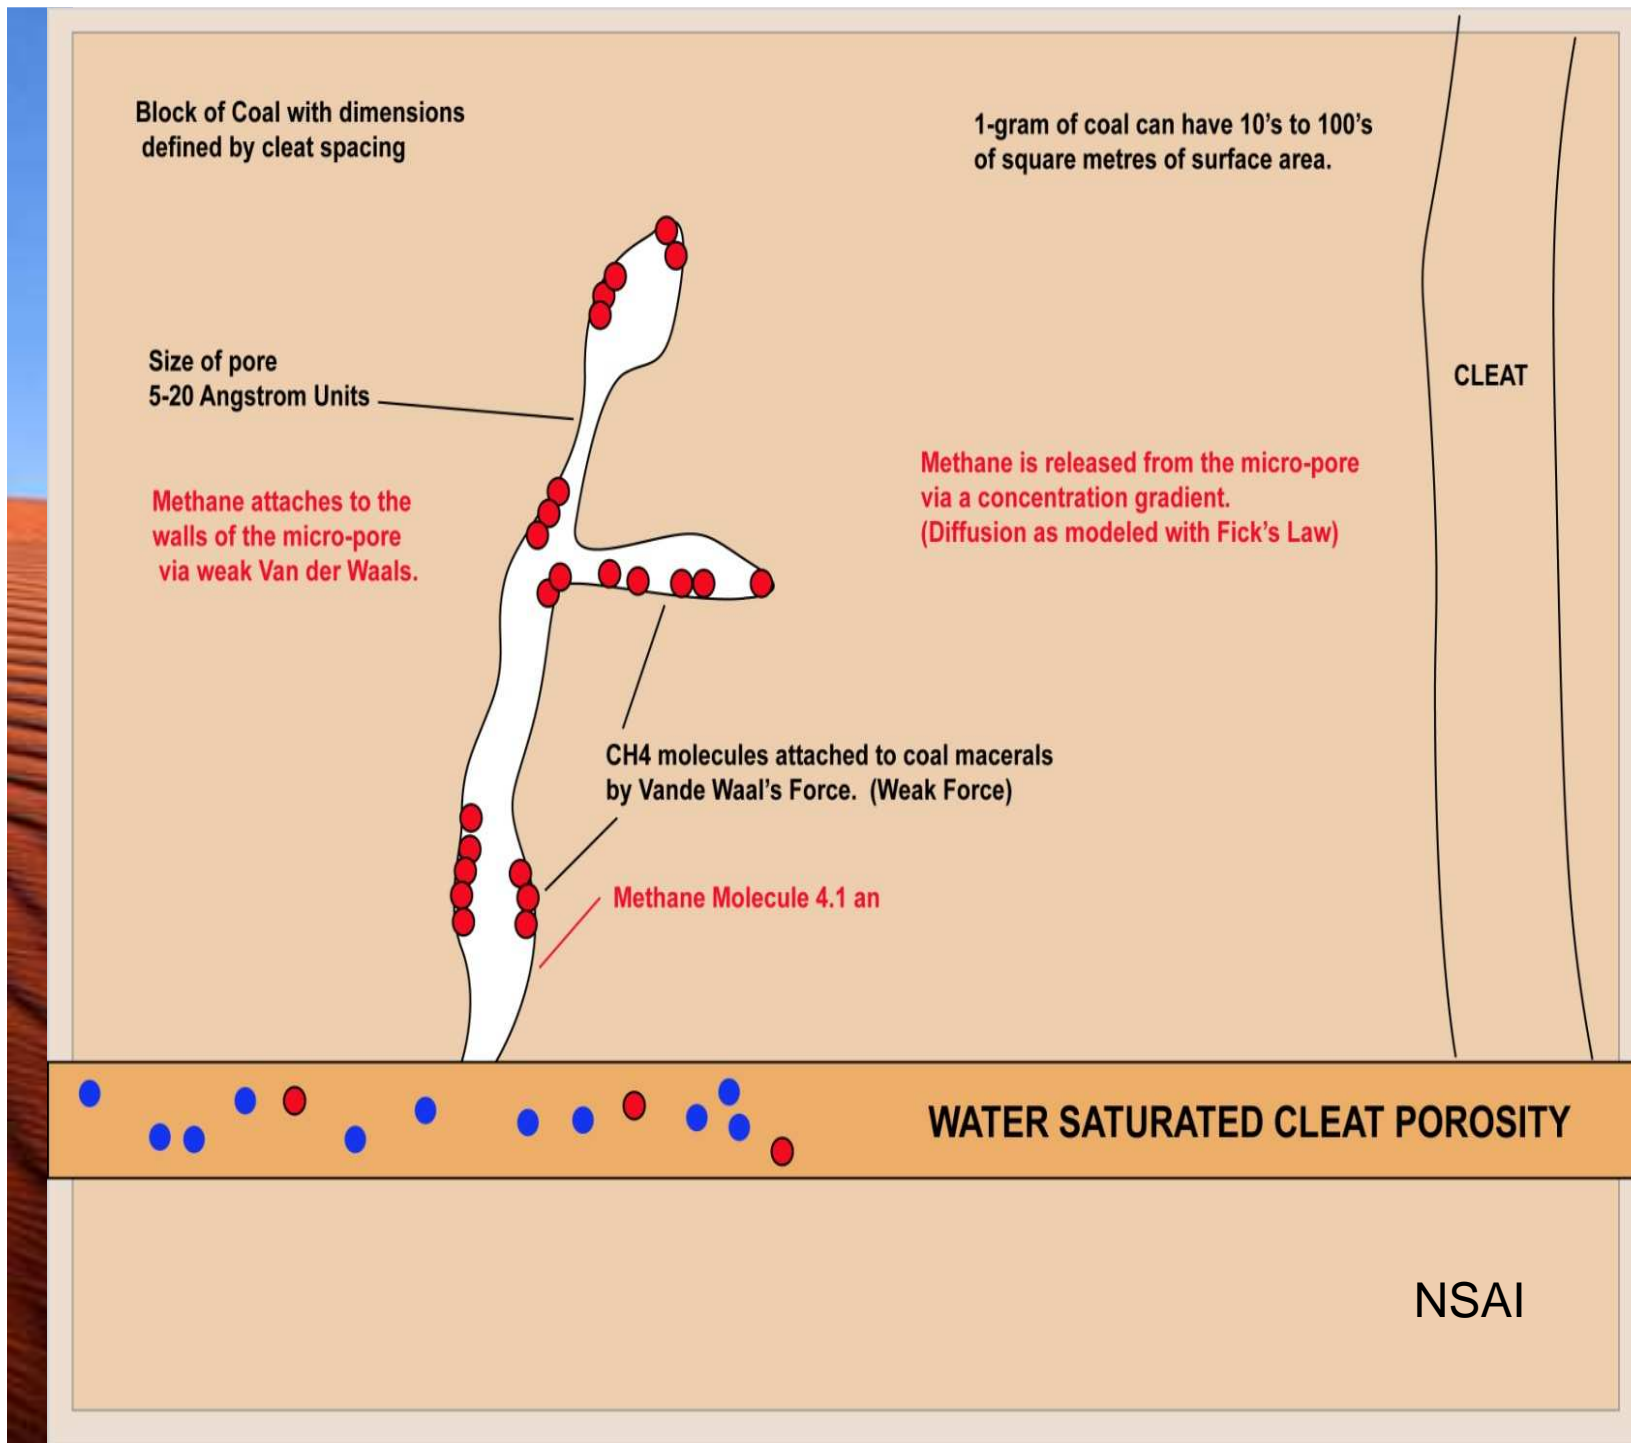 Block of Coal with dimensions
defined by cleat spacing
1-gram of coal can have 10's to 100's
of square metres of surface area.
Size of pore
5-20 Angstrom Units
CLEAT
Methane attaches to the
walls of the micro-pore
via weak Van der Waals.
Methane is released from the micro-pore
via a concentration gradient.
(Diffusion as modeled with Fick's Law)
CH4 molecules attached to coal macerals
by Vande Waal's Force. (Weak Force)
Methane Molecule 4.1 an
WATER SATURATED CLEAT POROSITY
NSAI